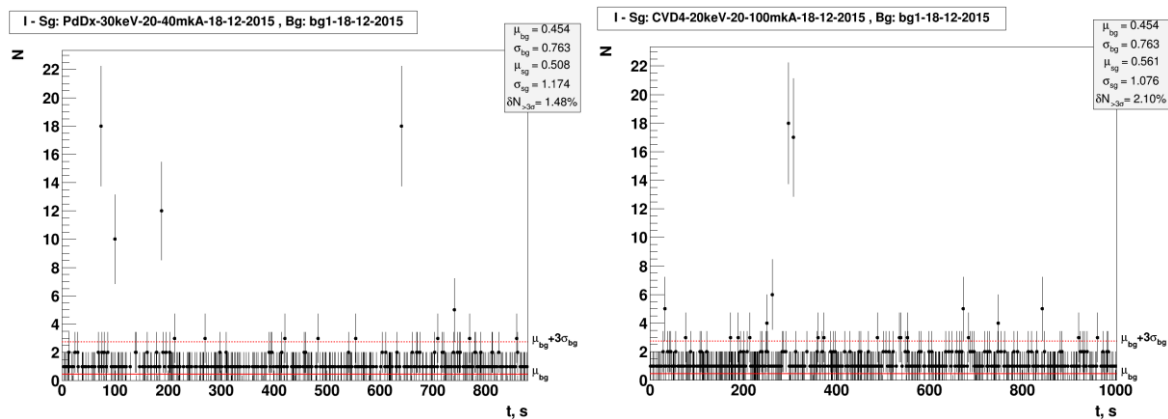 I - Sg: PdDx-30keV-20-40mkA-18-12-2015 , Bg: bg1-18-12-2015
μbg = 0.454
σbg = 0.763
μsg = 0.508
σsg = 1.174
δN>3σ = 1.48%
N
22
20
18
16
14
12
10
8
6
4
2
0
μbg+3σbg
μbg
0 100 200 300 400 500 600 700 800
t, s
I - Sg: CVD4-20keV-20-100mkA-18-12-2015 , Bg: bg1-18-12-2015
μbg = 0.454
σbg = 0.763
μsg = 0.561
σsg = 1.076
δN>3σ = 2.10%
N
22
20
18
16
14
12
10
8
6
4
2
0
μbg+3σbg
μbg
0 200 400 600 800 1000
t, s